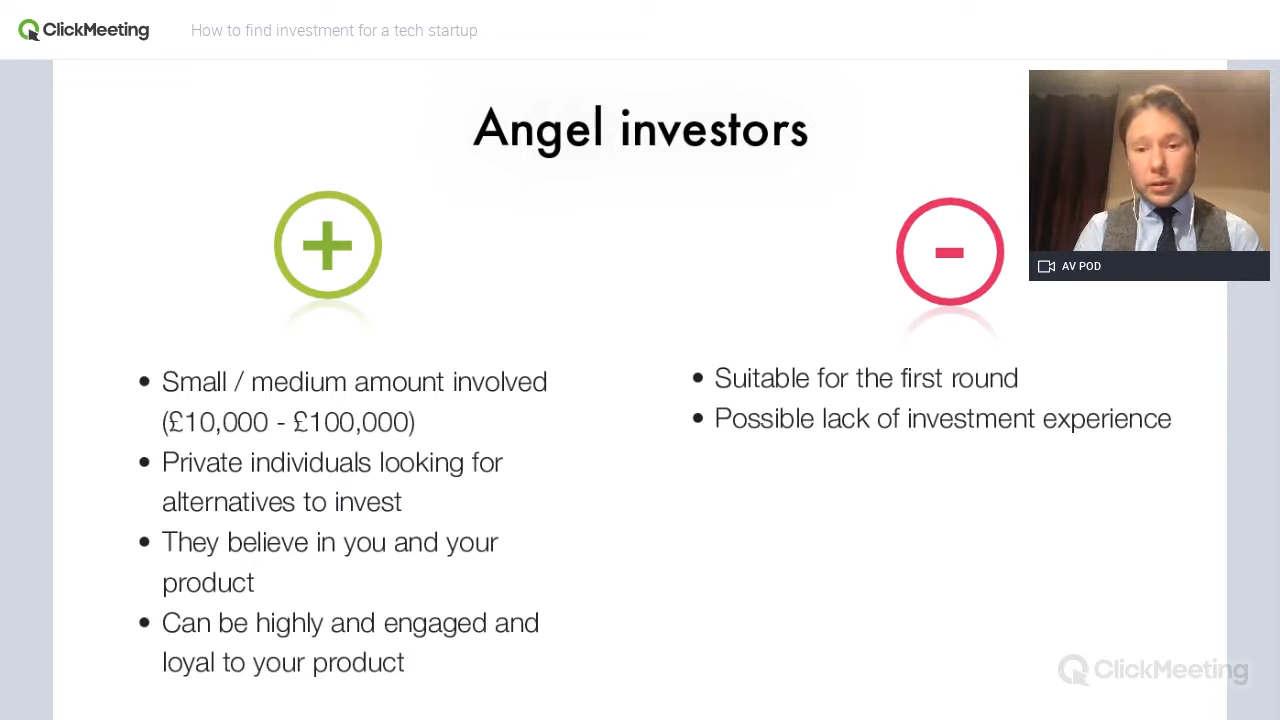 ClickMeeting
How to find investment for a tech startup
Angel investors
+
-
AV POD
• Small / medium amount involved
(£10,000 - £100,000)
• Private individuals looking for
alternatives to invest
• They believe in you and your
product
• Can be highly and engaged and
loyal to your product
• Suitable for the first round
• Possible lack of investment experience
ClickMeeting